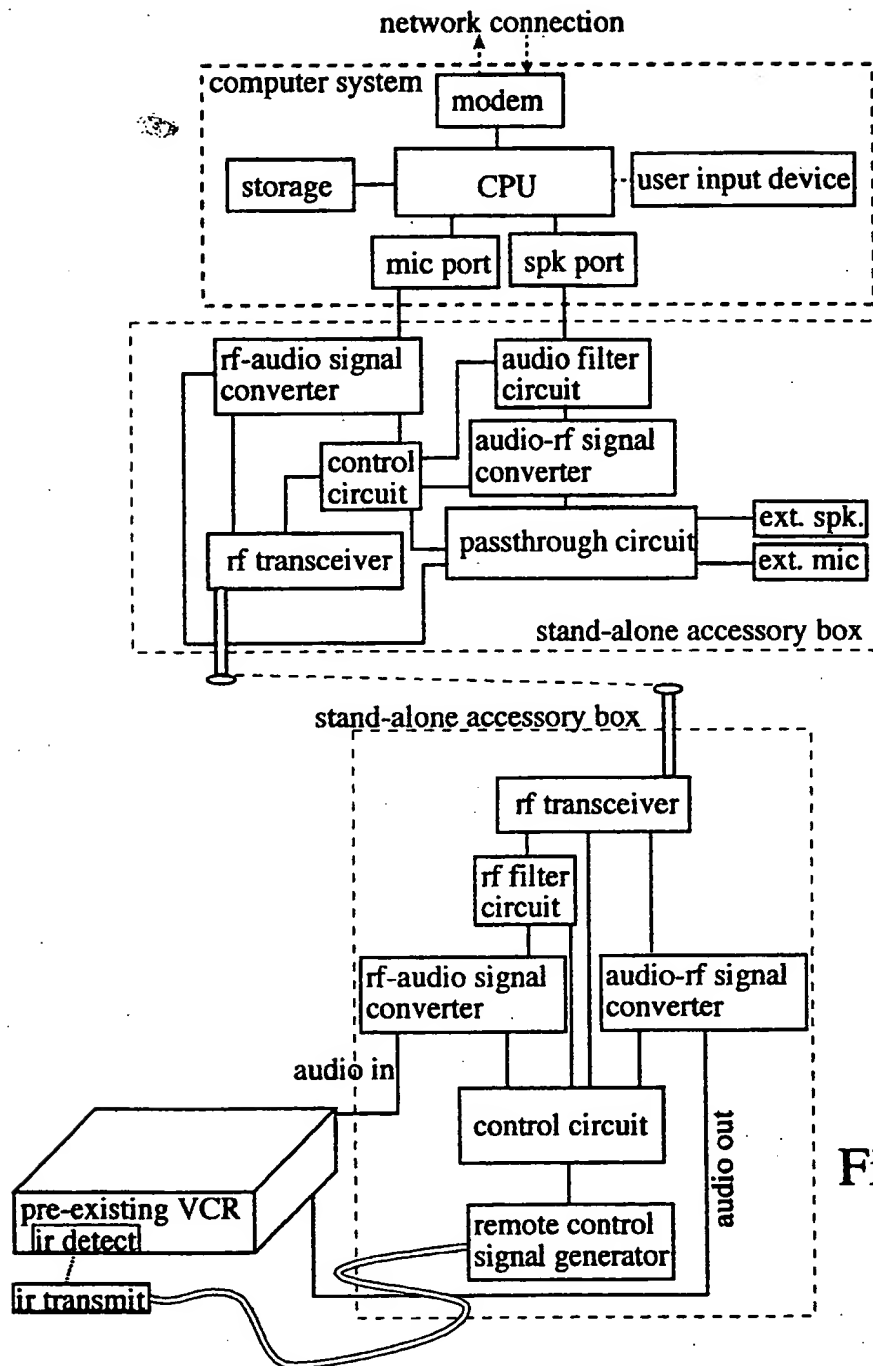 network connection
computer system
modem
storage
CPU
user input device
mic port
spk port
rf-audio signal
converter
audio filter
circuit
control
circuit
audio-rf signal
converter
rf transceiver
passthrough circuit
ext. spk.
ext. mic
stand-alone accessory box
stand-alone accessory box
rf transceiver
rf filter
circuit
rf-audio signal
converter
audio-rf signal
converter
audio in
control circuit
audio out
pre-existing VCR
ir detect
remote control
signal generator
ir transmit